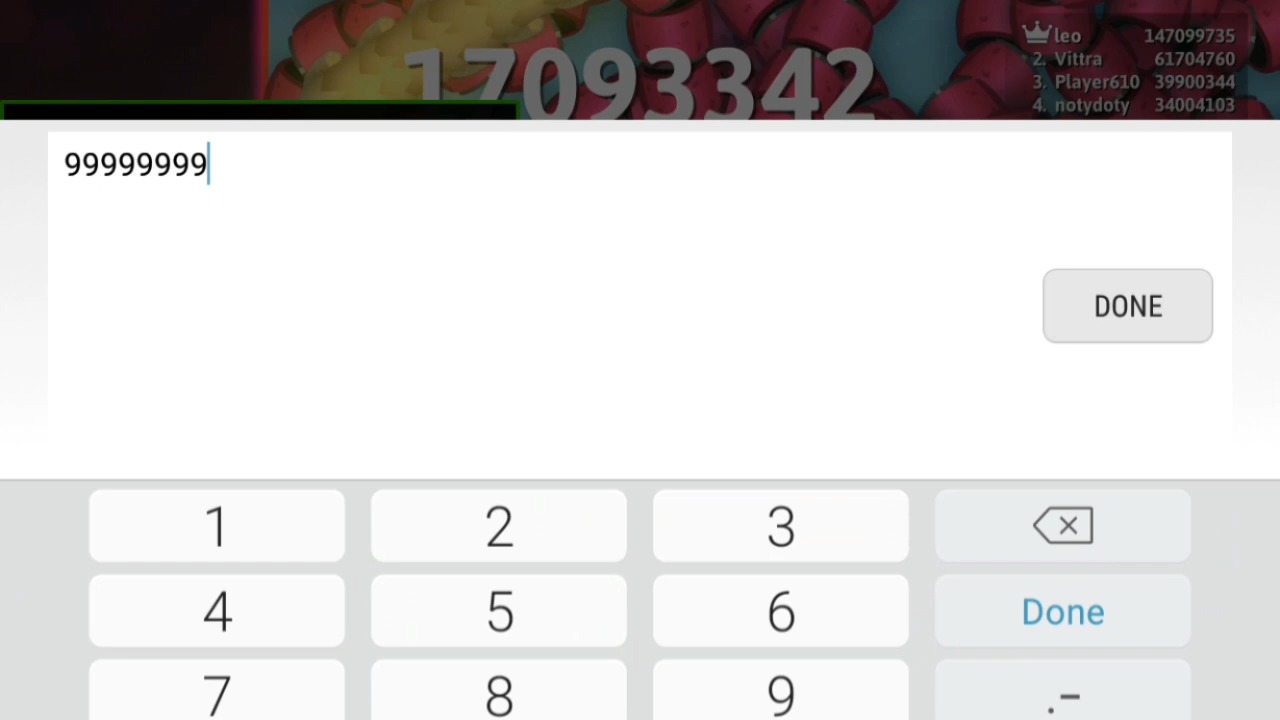 17093342
leo 147099735
2. Vittra 61704760
3. Player610 39900344
4. notydoty 34004103
99999999
DONE
1 2 3
4 5 6 Done
7 8 9 .-